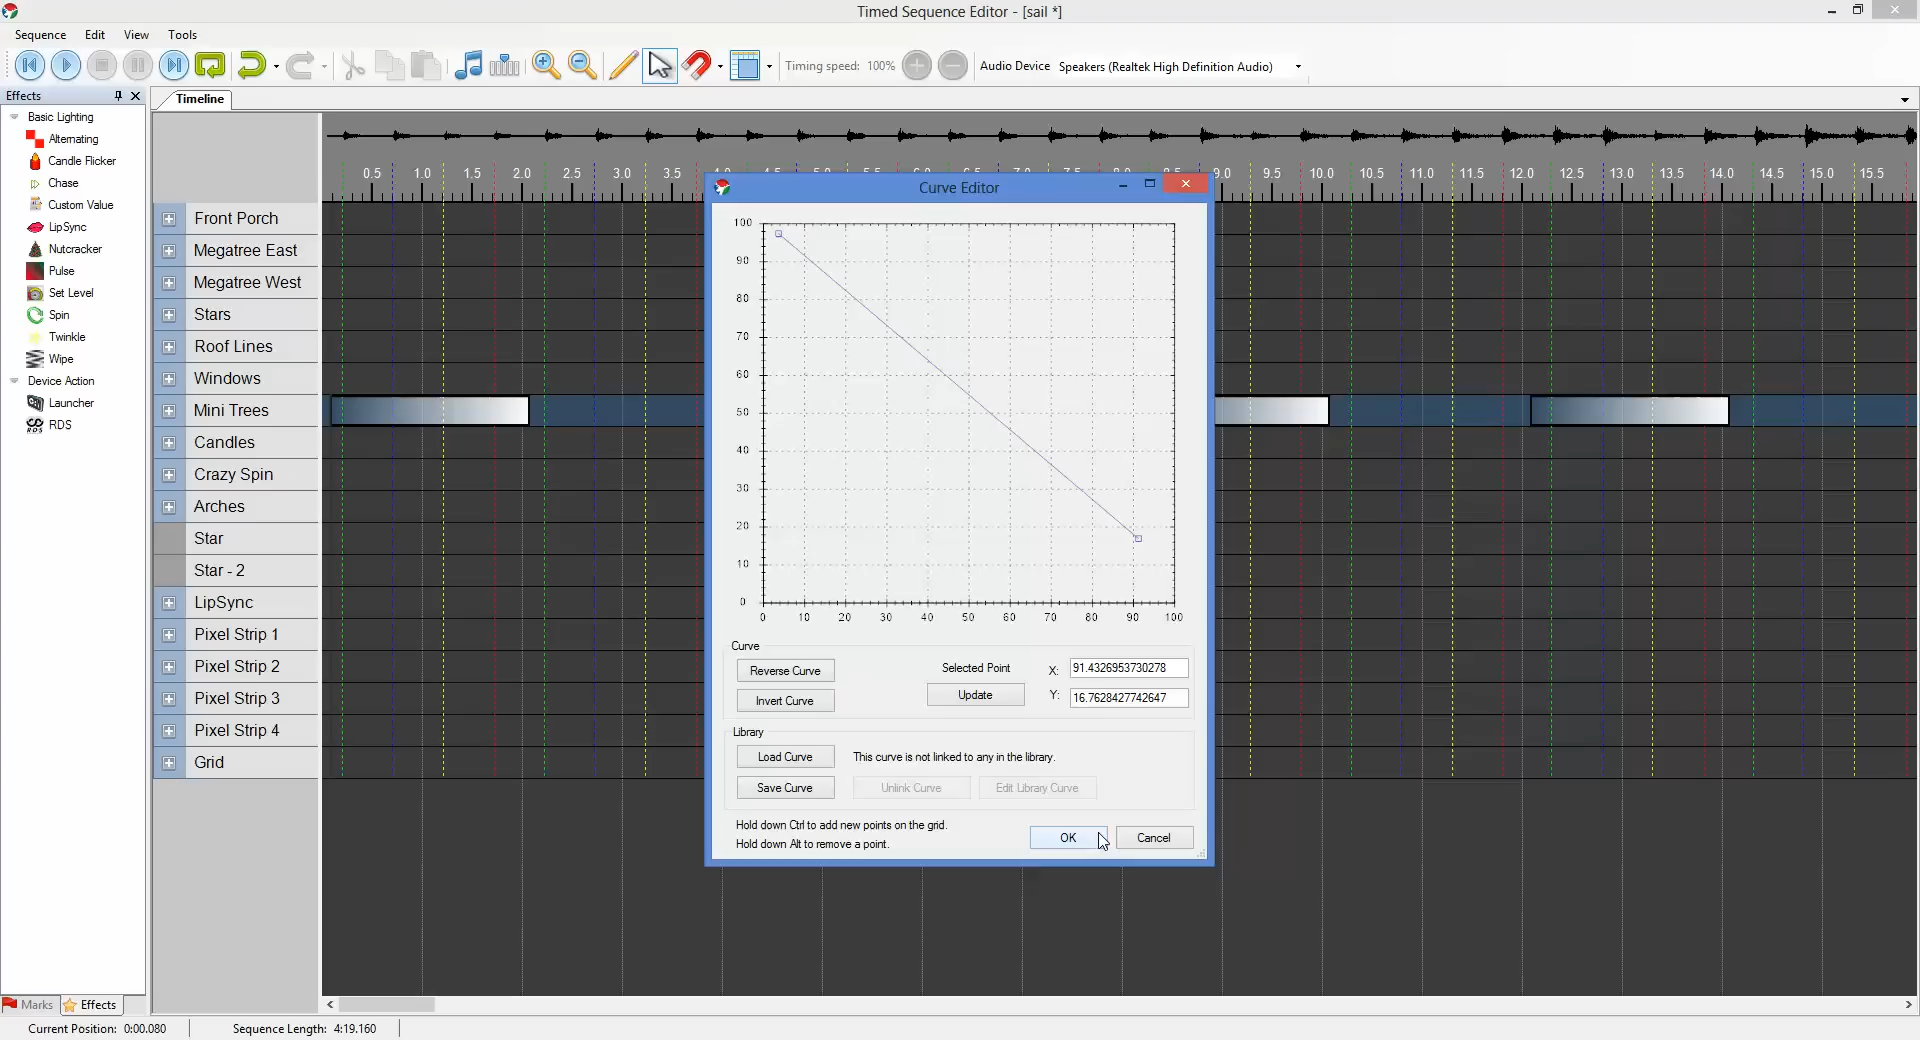 Timed Sequence Editor - [sail *]
Sequence Edit View Tools
Timing speed: 100% Audio Device Speakers (Realtek High Definition Audio)
Effects
Timeline
Basic Lighting
Alternating
Candle Flicker
Chase
Custom Value
LipSync
Nutcracker
Pulse
Set Level
Spin
Twinkle
Wipe
Device Action
Launcher
RDS
0.5 1.0 1.5 2.0 2.5 3.0 3.5 9.0 9.5 10.0 10.5 11.0 11.5 12.0 12.5 13.0 13.5 14.0 14.5 15.0 15.5
Front Porch
Megatree East
Megatree West
Stars
Roof Lines
Windows
Mini Trees
Candles
Crazy Spin
Arches
Star
Star - 2
LipSync
Pixel Strip 1
Pixel Strip 2
Pixel Strip 3
Pixel Strip 4
Grid
Curve Editor
100
90
80
70
60
50
40
30
20
10
0
0 10 20 30 40 50 60 70 80 90 100
Curve
Reverse Curve Selected Point X: 91.4326953730278
Invert Curve Update Y: 16.7628427742647
Library
Load Curve This curve is not linked to any in the library.
Save Curve Unlink Curve Edit Library Curve
Hold down Ctrl to add new points on the grid.
Hold down Alt to remove a point.
OK Cancel
Marks Effects
Current Position: 0:00.080 Sequence Length: 4:19.160